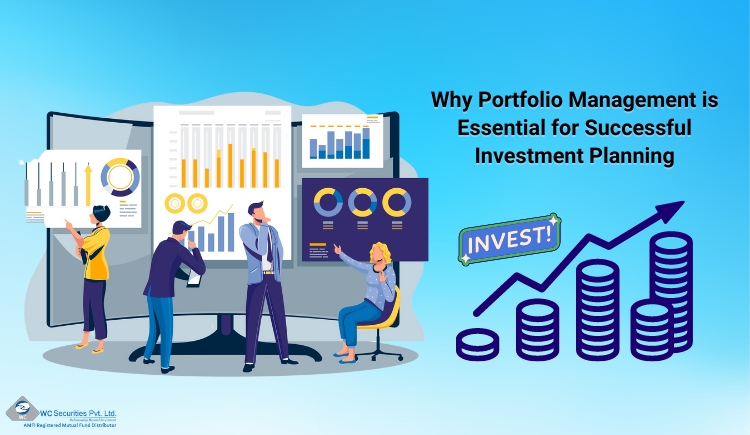 Why Portfolio Management is
Essential for Successful
Investment Planning
INVEST!
WC
WC Securities Pvt. Ltd.
AMFI Registered Mutual Fund Distributor